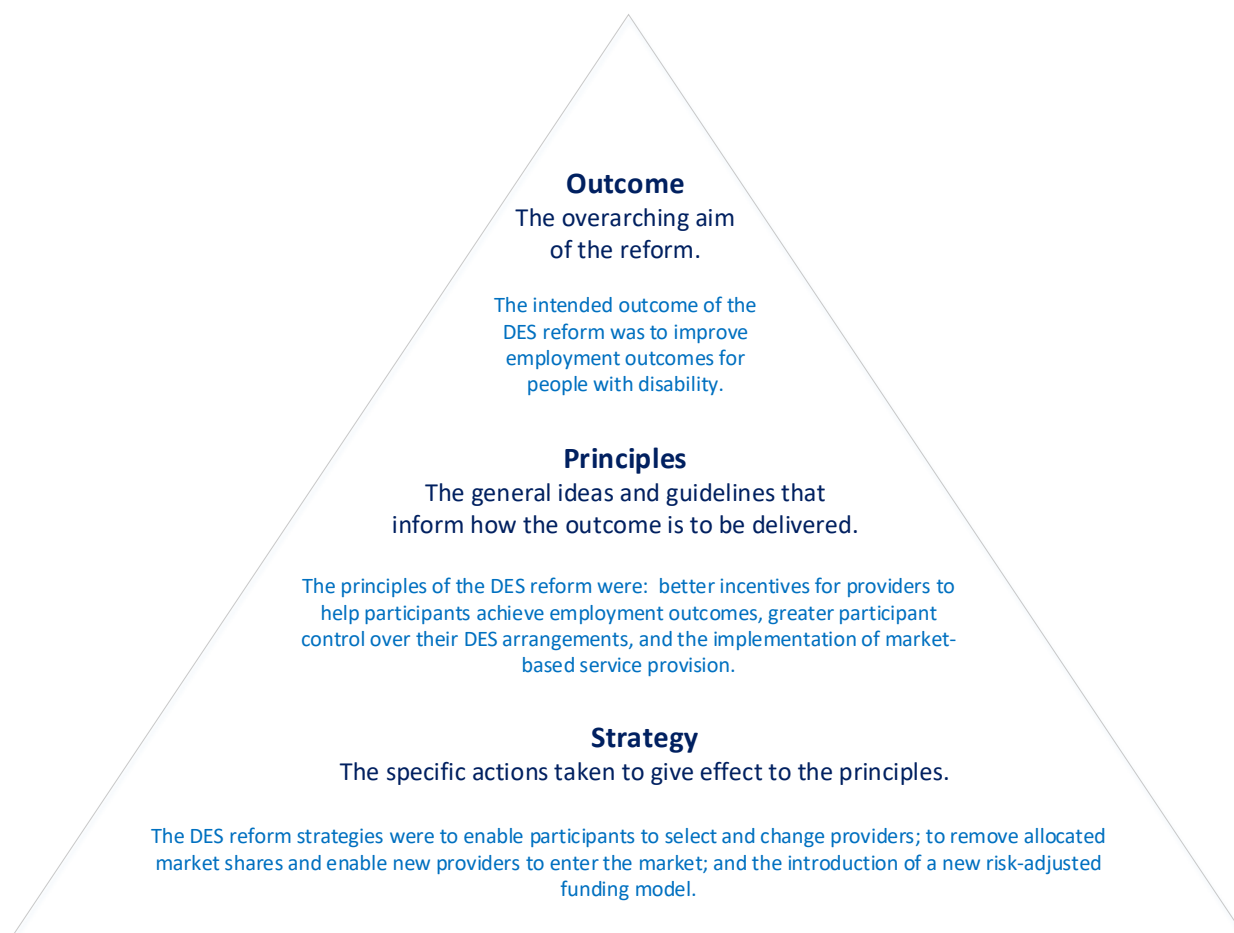 Outcome
The overarching aim
of the reform.
The intended outcome of the
DES reform was to improve
employment outcomes for
people with disability.
Principles
The general ideas and guidelines that
inform how the outcome is to be delivered.
The principles of the DES reform were:  better incentives for providers to
help participants achieve employment outcomes, greater participant
control over their DES arrangements, and the implementation of market-
based service provision.
Strategy
The specific actions taken to give effect to the principles.
The DES reform strategies were to enable participants to select and change providers; to remove allocated
market shares and enable new providers to enter the market; and the introduction of a new risk-adjusted
funding model.